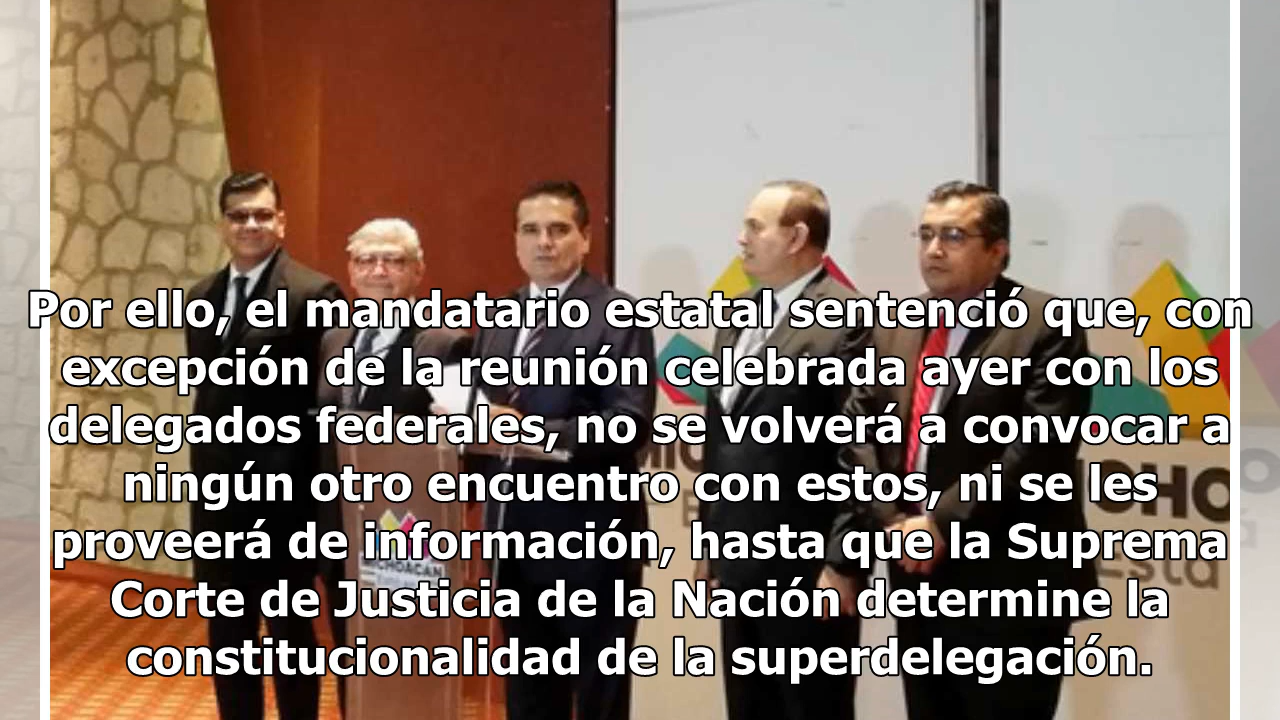 Por ello, el mandatario estatal sentenció que, con
excepción de la reunión celebrada ayer con los
delegados federales, no se volverá a convocar a
ningún otro encuentro con estos, ni se les
proveerá de información, hasta que la Suprema
Corte de Justicia de la Nación determine la
constitucionalidad de la superdelegación.
MICHOACÁN
Está